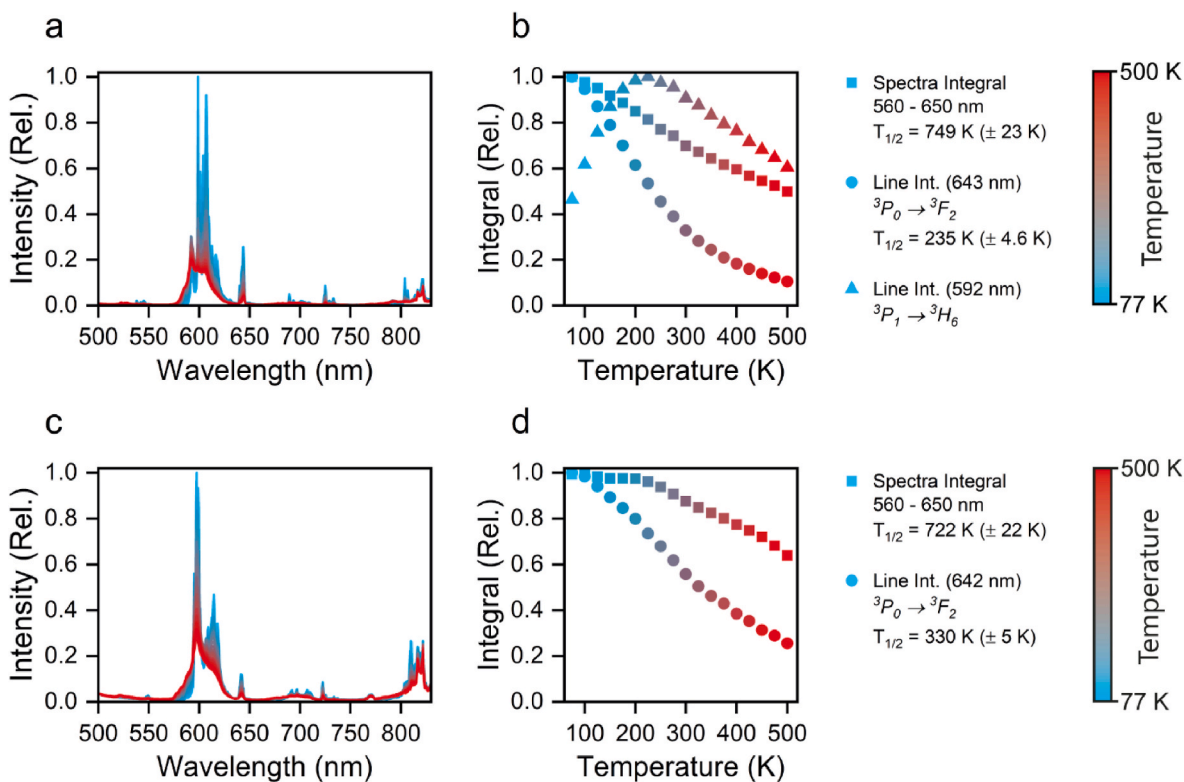 a
b
1.0
0.8
0.6
0.4
0.2
0.0
Intensity (Rel.)
500 550 600 650 700 750 800
Wavelength (nm)
1.0
0.8
0.6
0.4
0.2
0.0
Integral (Rel.)
100 200 300 400 500
Temperature (K)
Spectra Integral
560 - 650 nm
T1/2 = 749 K (± 23 K)
Line Int. (643 nm)
³P₀ → ³F₂
T1/2 = 235 K (± 4.6 K)
Line Int. (592 nm)
³P₁ → ³H₆
500 K
Temperature
77 K
c
d
1.0
0.8
0.6
0.4
0.2
0.0
Intensity (Rel.)
500 550 600 650 700 750 800
Wavelength (nm)
1.0
0.8
0.6
0.4
0.2
0.0
Integral (Rel.)
100 200 300 400 500
Temperature (K)
Spectra Integral
560 - 650 nm
T1/2 = 722 K (± 22 K)
Line Int. (642 nm)
³P₀ → ³F₂
T1/2 = 330 K (± 5 K)
500 K
Temperature
77 K